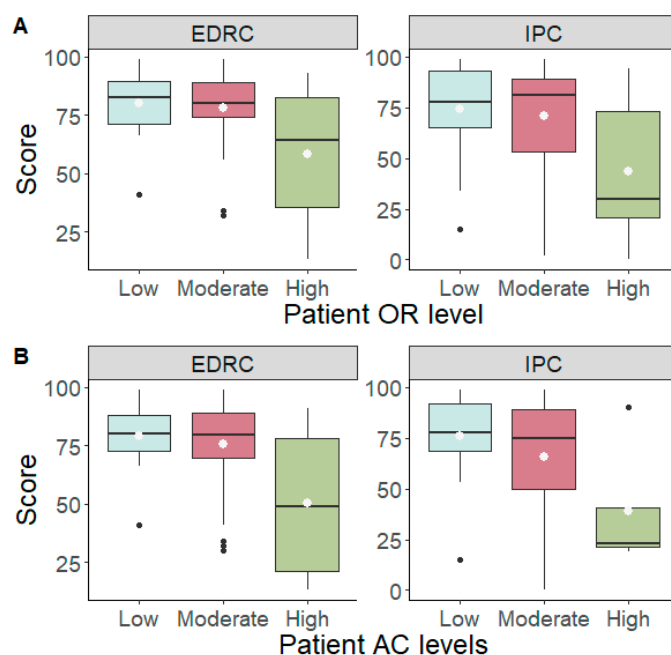 A
EDRC
IPC
Score
100
75
50
25
100
75
50
25
0
Low Moderate High
Low Moderate High
Patient OR level
B
EDRC
IPC
Score
100
75
50
25
100
75
50
25
0
Low Moderate High
Low Moderate High
Patient AC levels